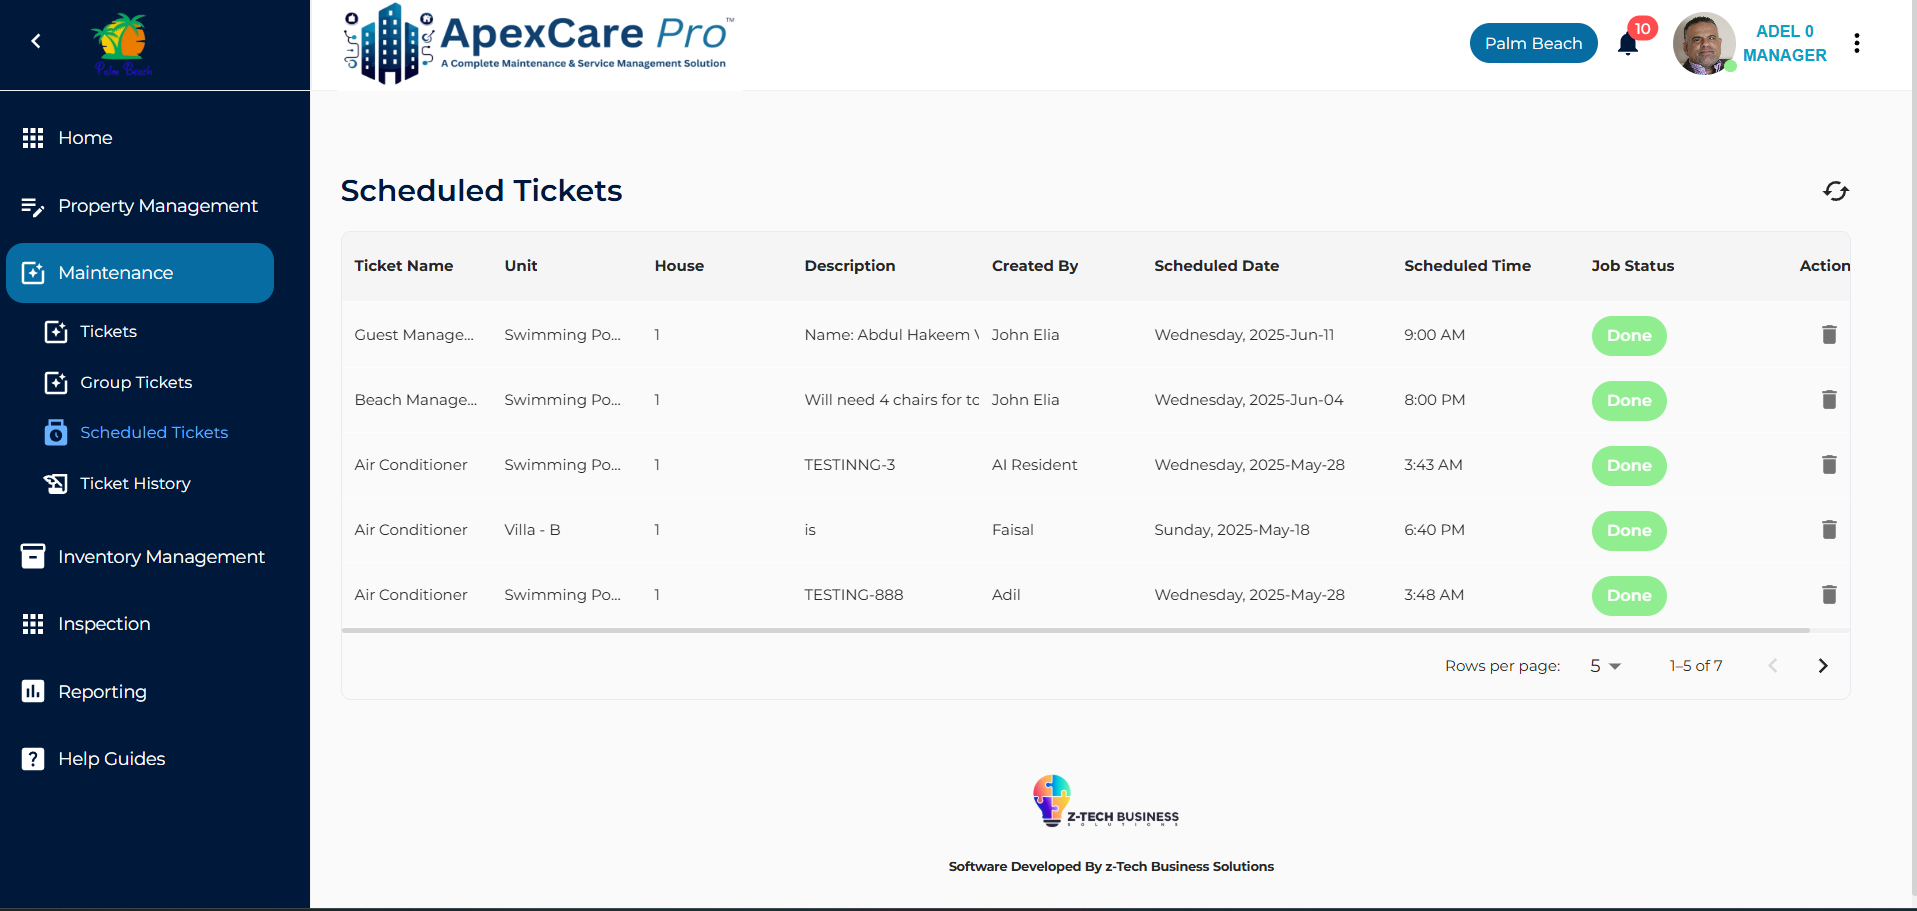 Palm Beach
ApexCare Pro™
A Complete Maintenance & Service Management Solution
Palm Beach
10
ADEL 0
MANAGER
Home
Property Management
Maintenance
Tickets
Group Tickets
Scheduled Tickets
Ticket History
Inventory Management
Inspection
Reporting
Help Guides
Scheduled Tickets
Ticket Name Unit House Description Created By Scheduled Date Scheduled Time Job Status Action
Guest Manage... Swimming Po... 1 Name: Abdul Hakeem John Elia Wednesday, 2025-Jun-11 9:00 AM Done
Beach Manage... Swimming Po... 1 Will need 4 chairs for John Elia Wednesday, 2025-Jun-04 8:00 PM Done
Air Conditioner Swimming Po... 1 TESTINNG-3 Al Resident Wednesday, 2025-May-28 3:43 AM Done
Air Conditioner Villa - B 1 is Faisal Sunday, 2025-May-18 6:40 PM Done
Air Conditioner Swimming Po... 1 TESTING-888 Adil Wednesday, 2025-May-28 3:48 AM Done
Rows per page: 5 1–5 of 7
Z-TECH BUSINESS
SOLUTIONS
Software Developed By z-Tech Business Solutions